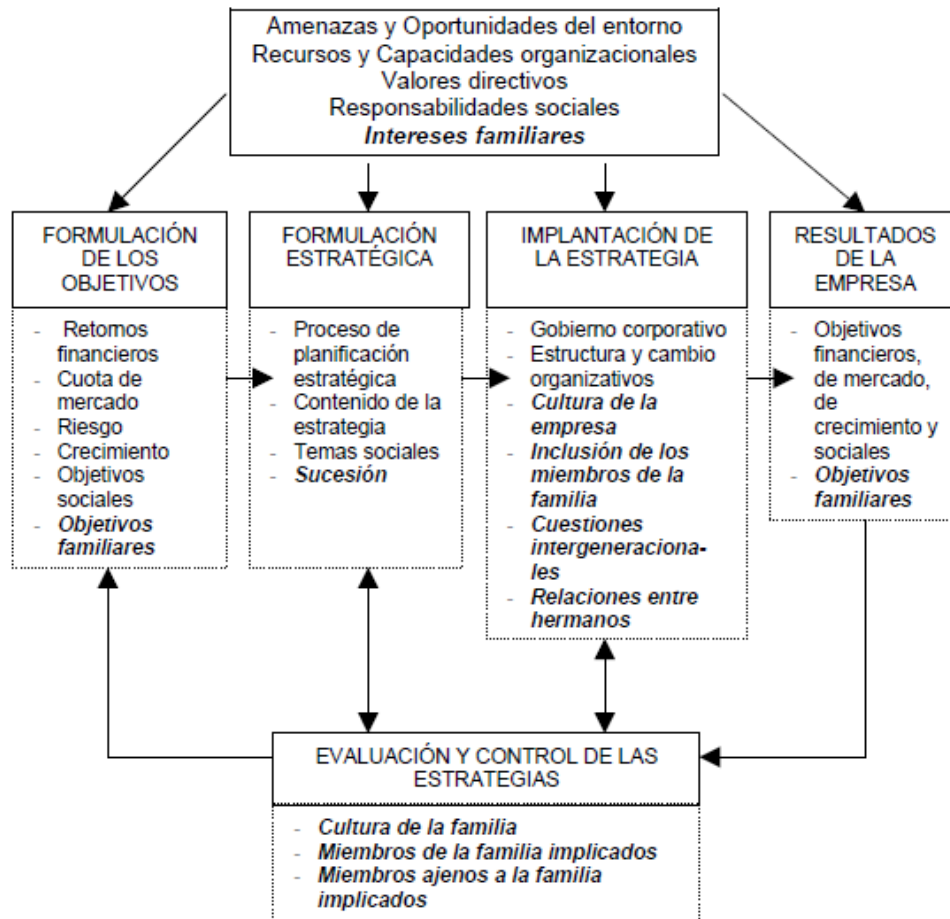 Amenazas y Oportunidades del entorno
Recursos y Capacidades organizacionales
Valores directivos
Responsabilidades sociales
Intereses familiares
FORMULACIÓN
DE LOS
OBJETIVOS
- Retornos
financieros
- Cuota de
mercado
- Riesgo
- Crecimiento
- Objetivos
sociales
- Objetivos
familiares
FORMULACIÓN
ESTRATÉGICA
- Proceso de
planificación
estratégica
- Contenido de la
estrategia
- Temas sociales
- Sucesión
IMPLANTACIÓN DE
LA ESTRATEGIA
- Gobierno corporativo
- Estructura y cambio
organizativos
- Cultura de la
empresa
- Inclusión de los
miembros de la
familia
- Cuestiones
intergeneraciona-
les
- Relaciones entre
hermanos
RESULTADOS
DE LA
EMPRESA
- Objetivos
financieros,
de mercado,
de
crecimiento y
sociales
- Objetivos
familiares
EVALUACIÓN Y CONTROL DE LAS
ESTRATEGIAS
- Cultura de la familia
- Miembros de la familia implicados
- Miembros ajenos a la familia
implicados